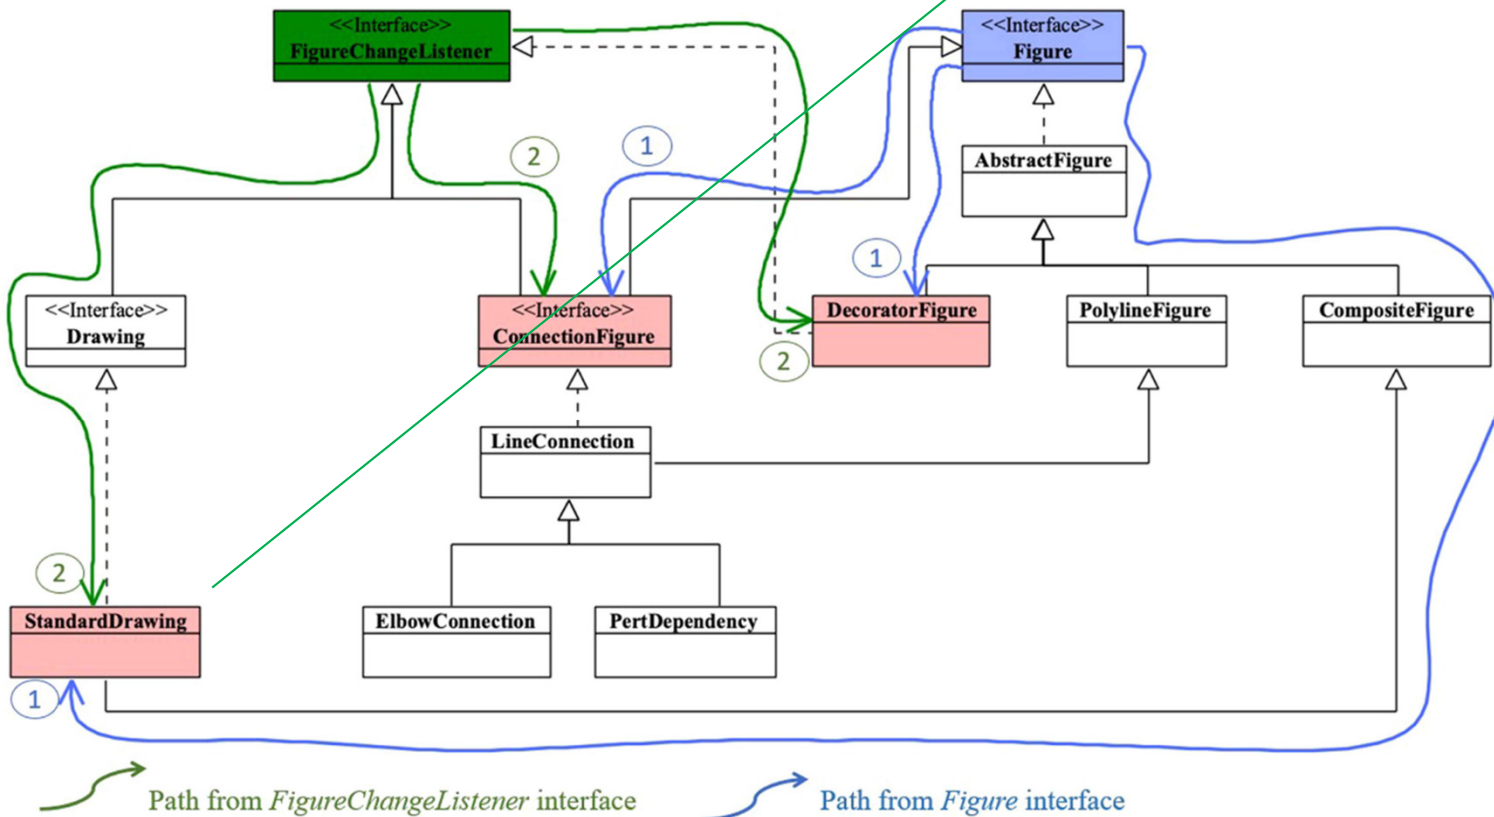 <<Interface>>
FigureChangeListener
<<Interface>>
Figure
2
1
AbstractFigure
1
<<Interface>>
Drawing
<<Interface>>
ConnectionFigure
DecoratorFigure
PolylineFigure
CompositeFigure
2
LineConnection
2
StandardDrawing
ElbowConnection
PertDependency
1
Path from FigureChangeListener interface
Path from Figure interface